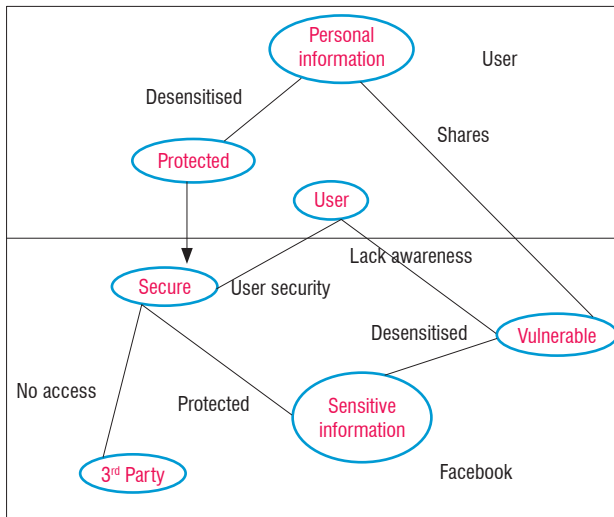 Personal
information
User
Desensitised
Shares
Protected
User
Lack awareness
Secure
User security
Desensitised
Vulnerable
No access
Protected
Sensitive
information
3rd Party
Facebook